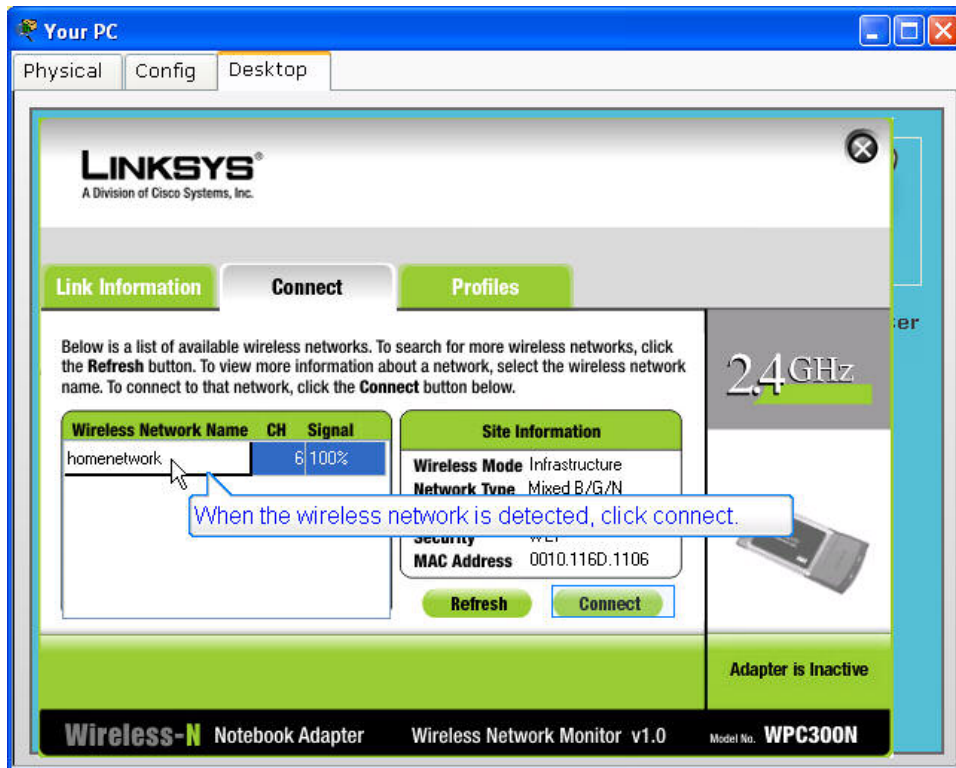 Your PC
Physical
Config
Desktop
LINKSYS®
A Division of Cisco Systems, Inc.
Link Information
Connect
Profiles
er
Below is a list of available wireless networks. To search for more wireless networks, click
the Refresh button. To view more information about a network, select the wireless network
name. To connect to that network, click the Connect button below.
2.4GHz
Wireless Network Name CH Signal
homenetwork 6 100%
Site Information
Wireless Mode Infrastructure
Network Type Mixed B/G/N
When the wireless network is detected, click connect.
Security
MAC Address 0010.116D.1106
Refresh
Connect
Adapter is Inactive
Wireless-N Notebook Adapter
Wireless Network Monitor v1.0
Model No. WPC300N